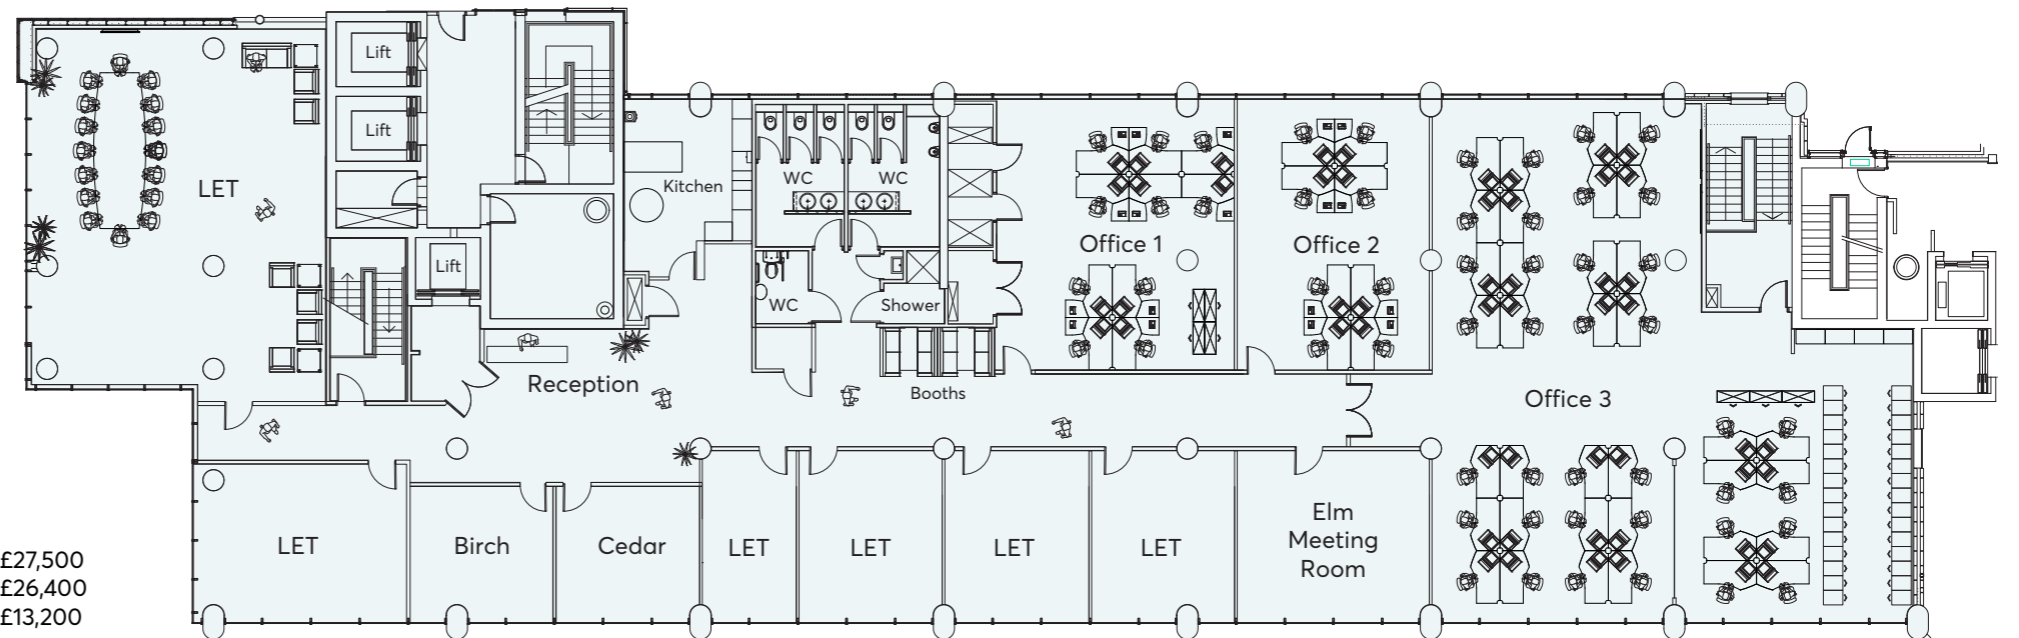 Lift
Lift
LET
Kitchen
WC
WC
Office 1
Office 2
Lift
WC
Shower
Reception
Booths
Office 3
LET
Birch
Cedar
LET
LET
LET
LET
Elm
Meeting
Room
£27,500
£26,400
£13,200